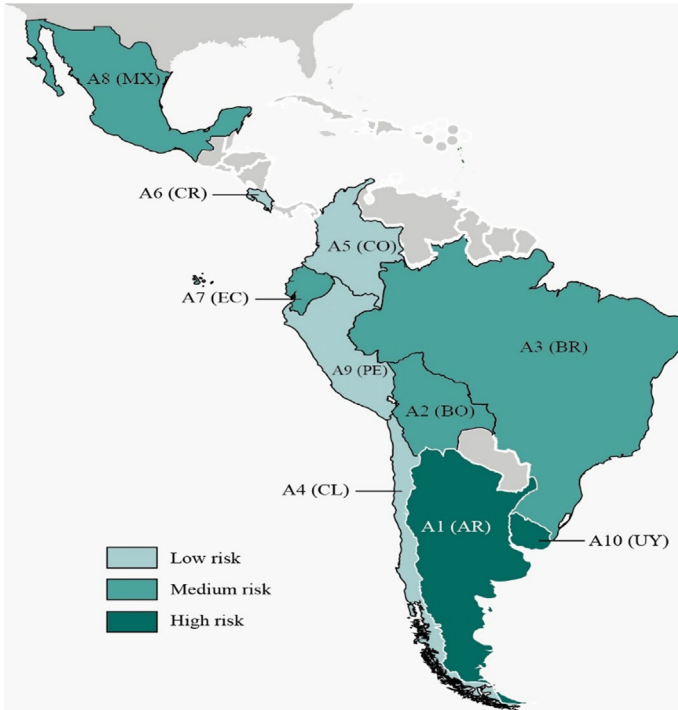 A8 (MX)
A6 (CR)
A5 (CO)
A7 (EC)
A3 (BR)
A9 (PE)
A2 (BO)
A4 (CL)
A1 (AR)
A10 (UY)
Low risk
Medium risk
High risk